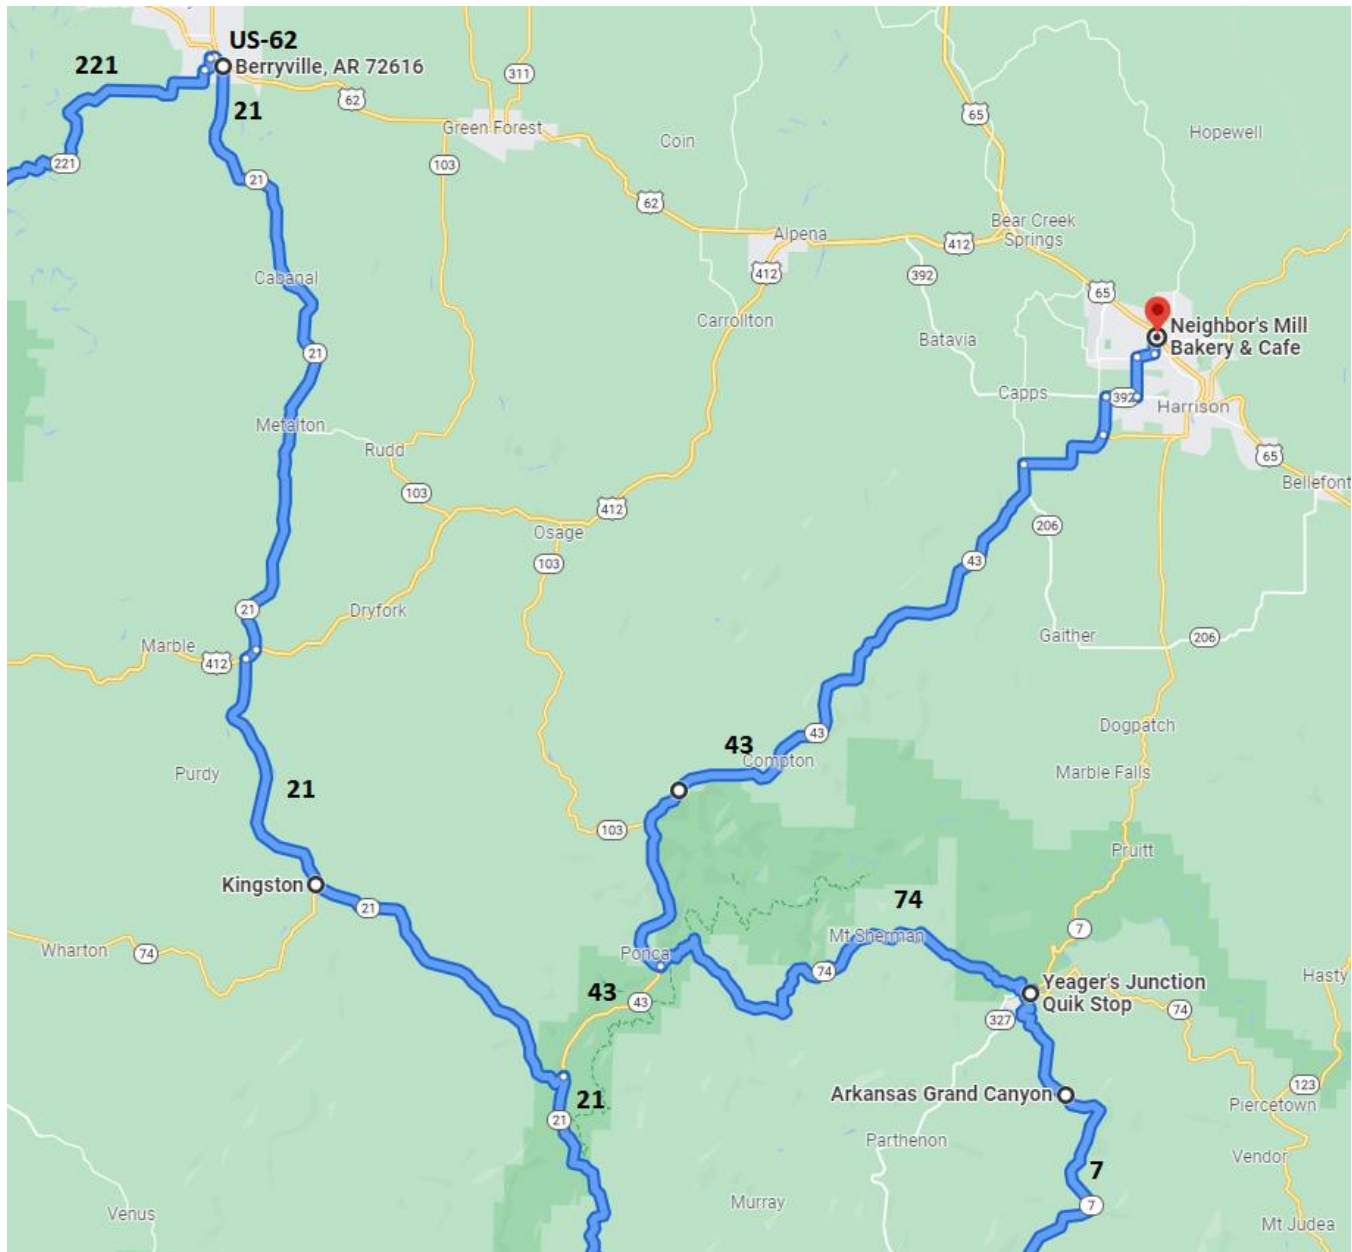 US-62
221
Berryville, AR 72616
21
311
62
65
Green Forest
Coin
Hopewell
221
103
21
62
Bear Creek
Springs
Alpena
412
412
392
Cabanal
65
Carrollton
Neighbor's Mill
Bakery & Cafe
Batavia
21
Capps
392
Harrison
Metalton
Rudd
65
Bellefont
103
412
206
Osage
103
43
21
Dryfork
Marble
412
Gaither
206
Dogpatch
43
43
Compton
Purdy
21
Marble Falls
103
Pruitt
Kingston
74
21
7
Mt Sherman
Wharton
74
Ponca
74
Hasty
Yeager's Junction
Quik Stop
43
43
327
74
123
21
Arkansas Grand Canyon
Piercetown
21
Parthenon
Vendor
7
Murray
7
Venus
Mt Judea